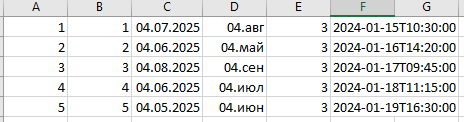 A B C D E F G
1 1 04.07.2025 04.авг 3 2024-01-15T10:30:00
2 2 04.06.2025 04.май 3 2024-01-16T14:20:00
3 3 04.08.2025 04.сен 3 2024-01-17T09:45:00
4 4 04.06.2025 04.июл 3 2024-01-18T11:15:00
5 5 04.05.2025 04.июн 3 2024-01-19T16:30:00